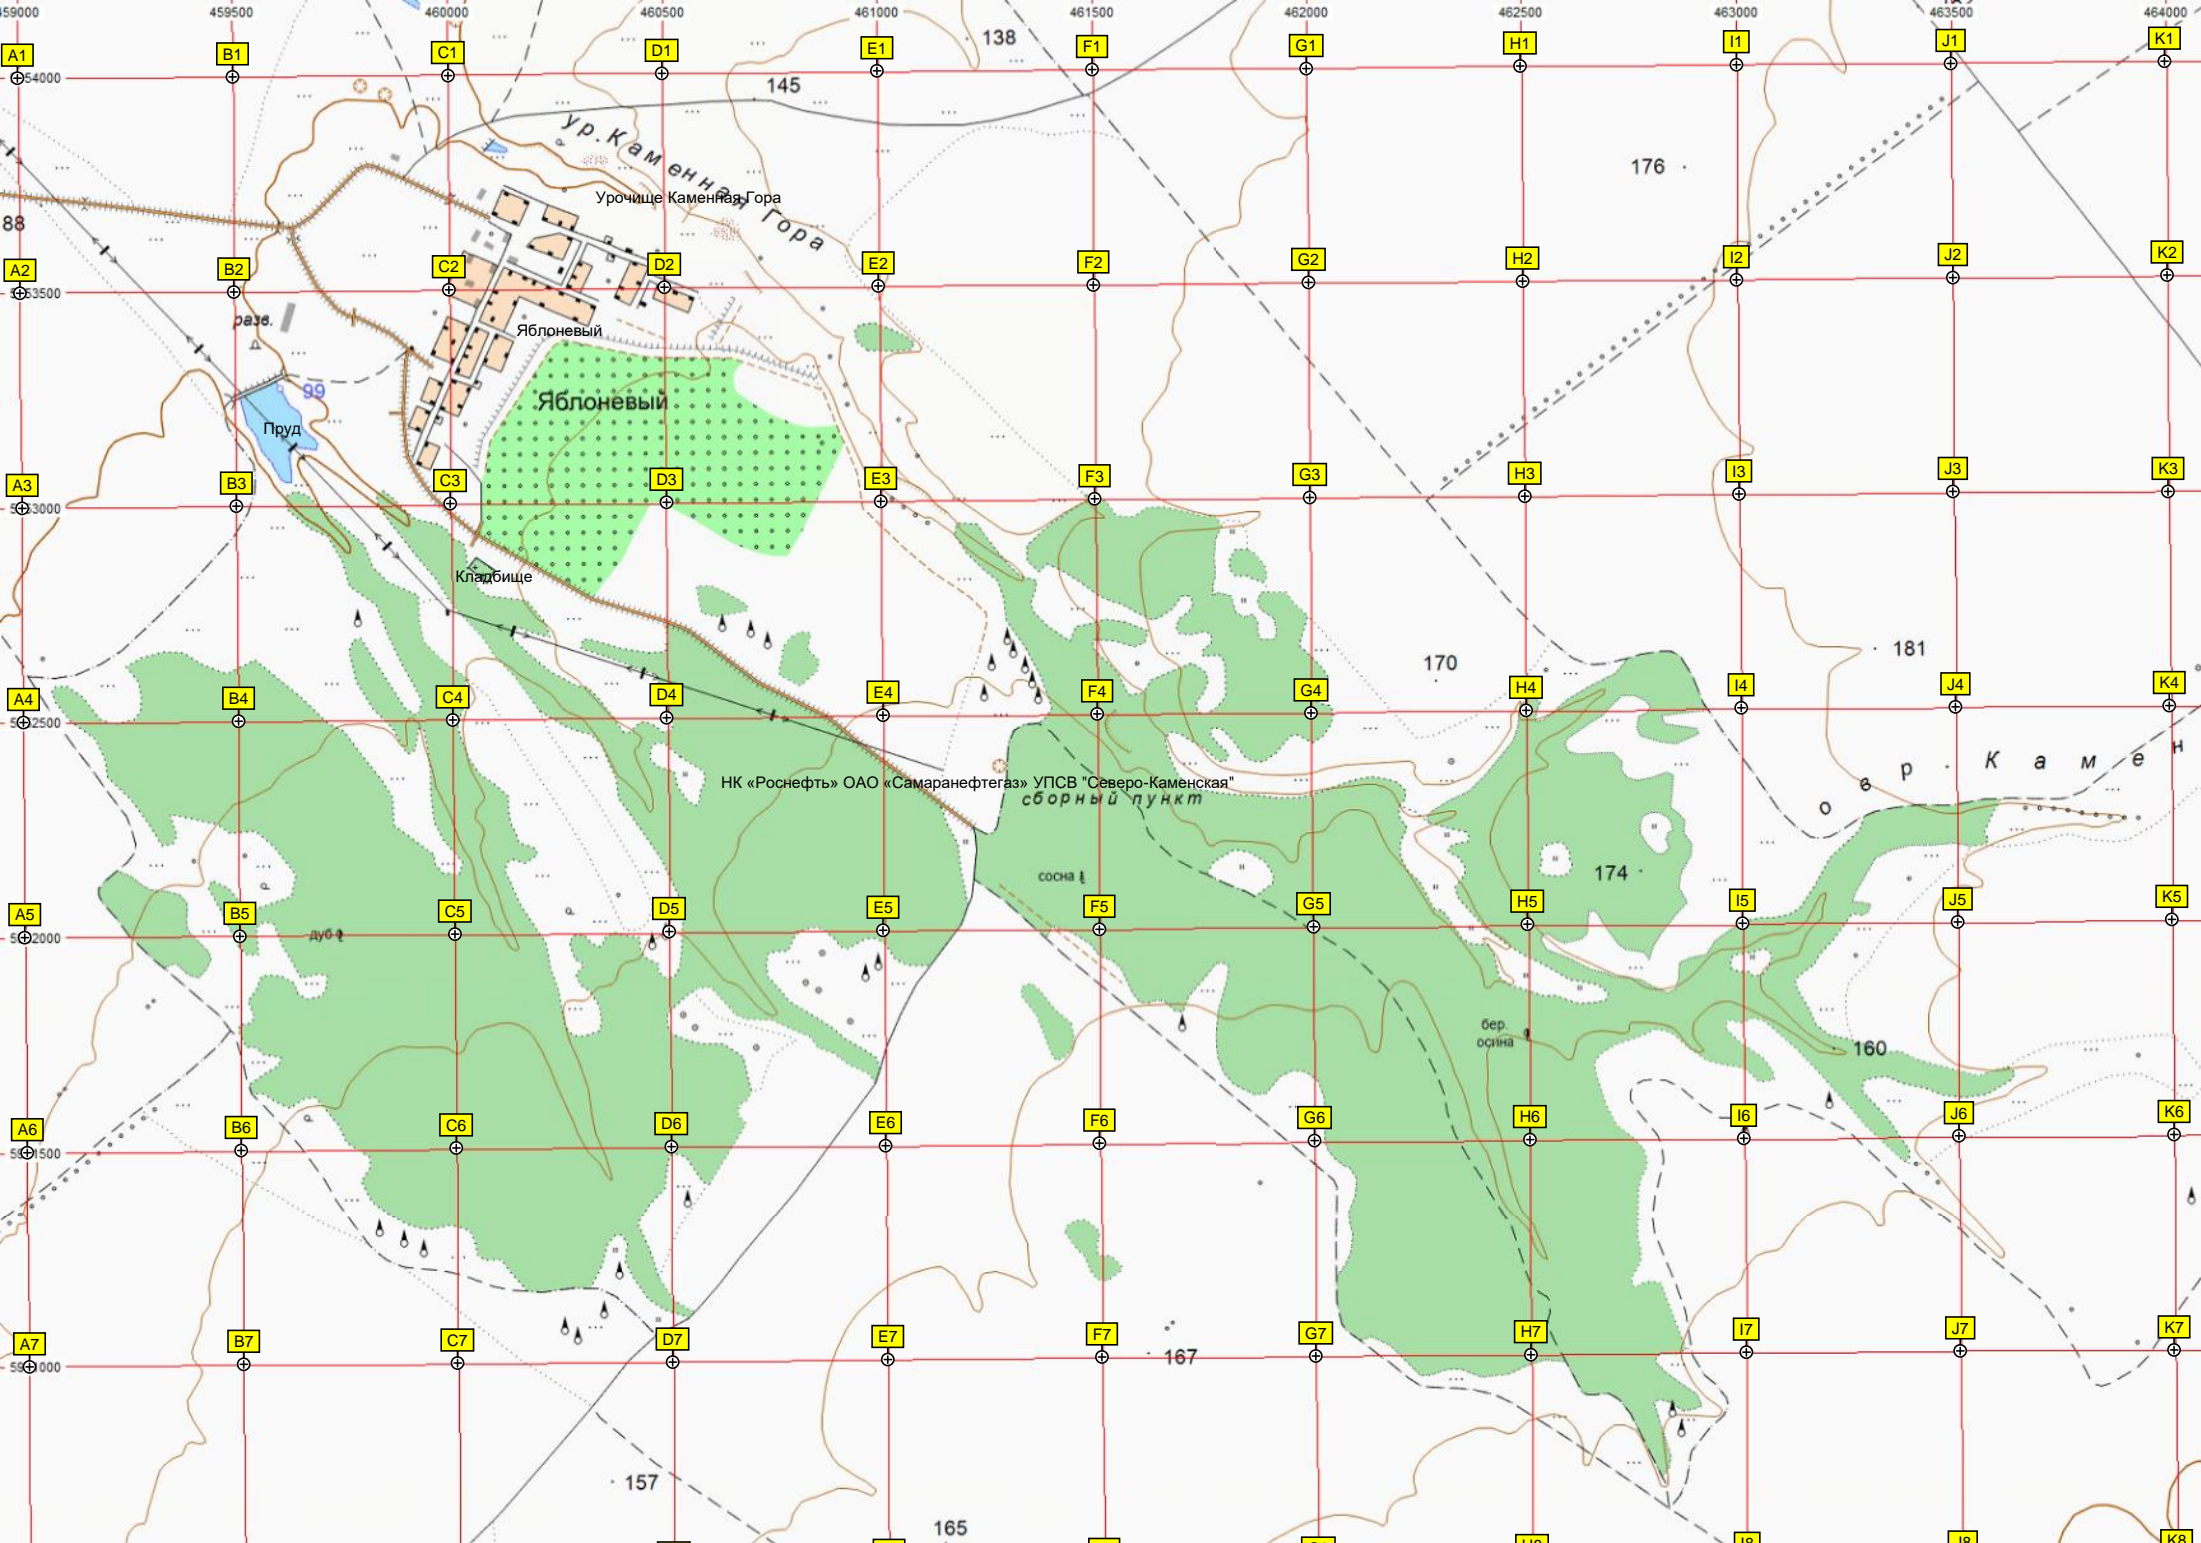 459000 459500 460000 460500 461000 461500 462000 462500 463000 463500 464000
A1 B1 C1 D1 E1 F1 G1 H1 I1 J1 K1
138
145
ур. Каменная Гора
176
Урочище Каменная Гора
88
A2 B2 C2 D2 E2 F2 G2 H2 I2 J2 K2
разв.
Яблоневый
99
Яблоневый
Пруд
A3 B3 C3 D3 E3 F3 G3 H3 I3 J3 K3
Кладбище
181
170
A4 B4 C4 D4 E4 F4 G4 H4 I4 J4 K4
овр. Камен
НК «Роснефть» ОАО «Самаранефтегаз» УПСВ "Северо-Каменская"
сборный пункт
174
сосна
A5 B5 C5 D5 E5 F5 G5 H5 I5 J5 K5
дуб
бер.
осина
160
A6 B6 C6 D6 E6 F6 G6 H6 I6 J6 K6
A7 B7 C7 D7 E7 F7 G7 H7 I7 J7 K7
167
157
165
I8 J8 K8